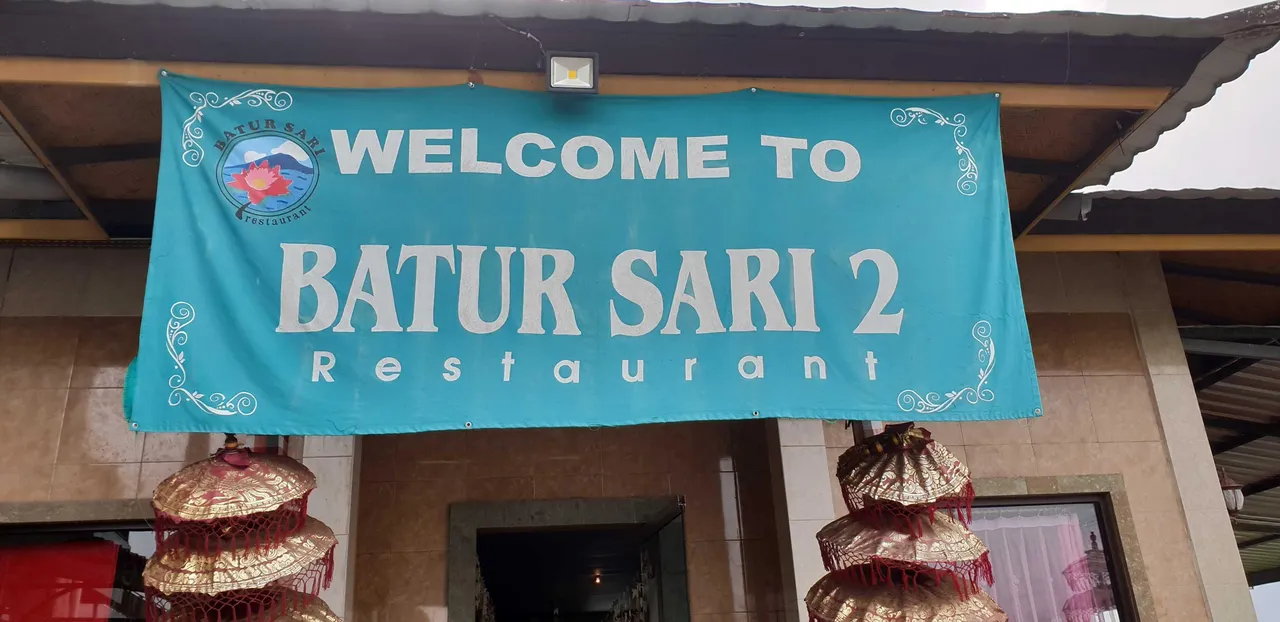 BATUR SARI
restaurant
WELCOME TO
BATUR SARI 2
Restaurant